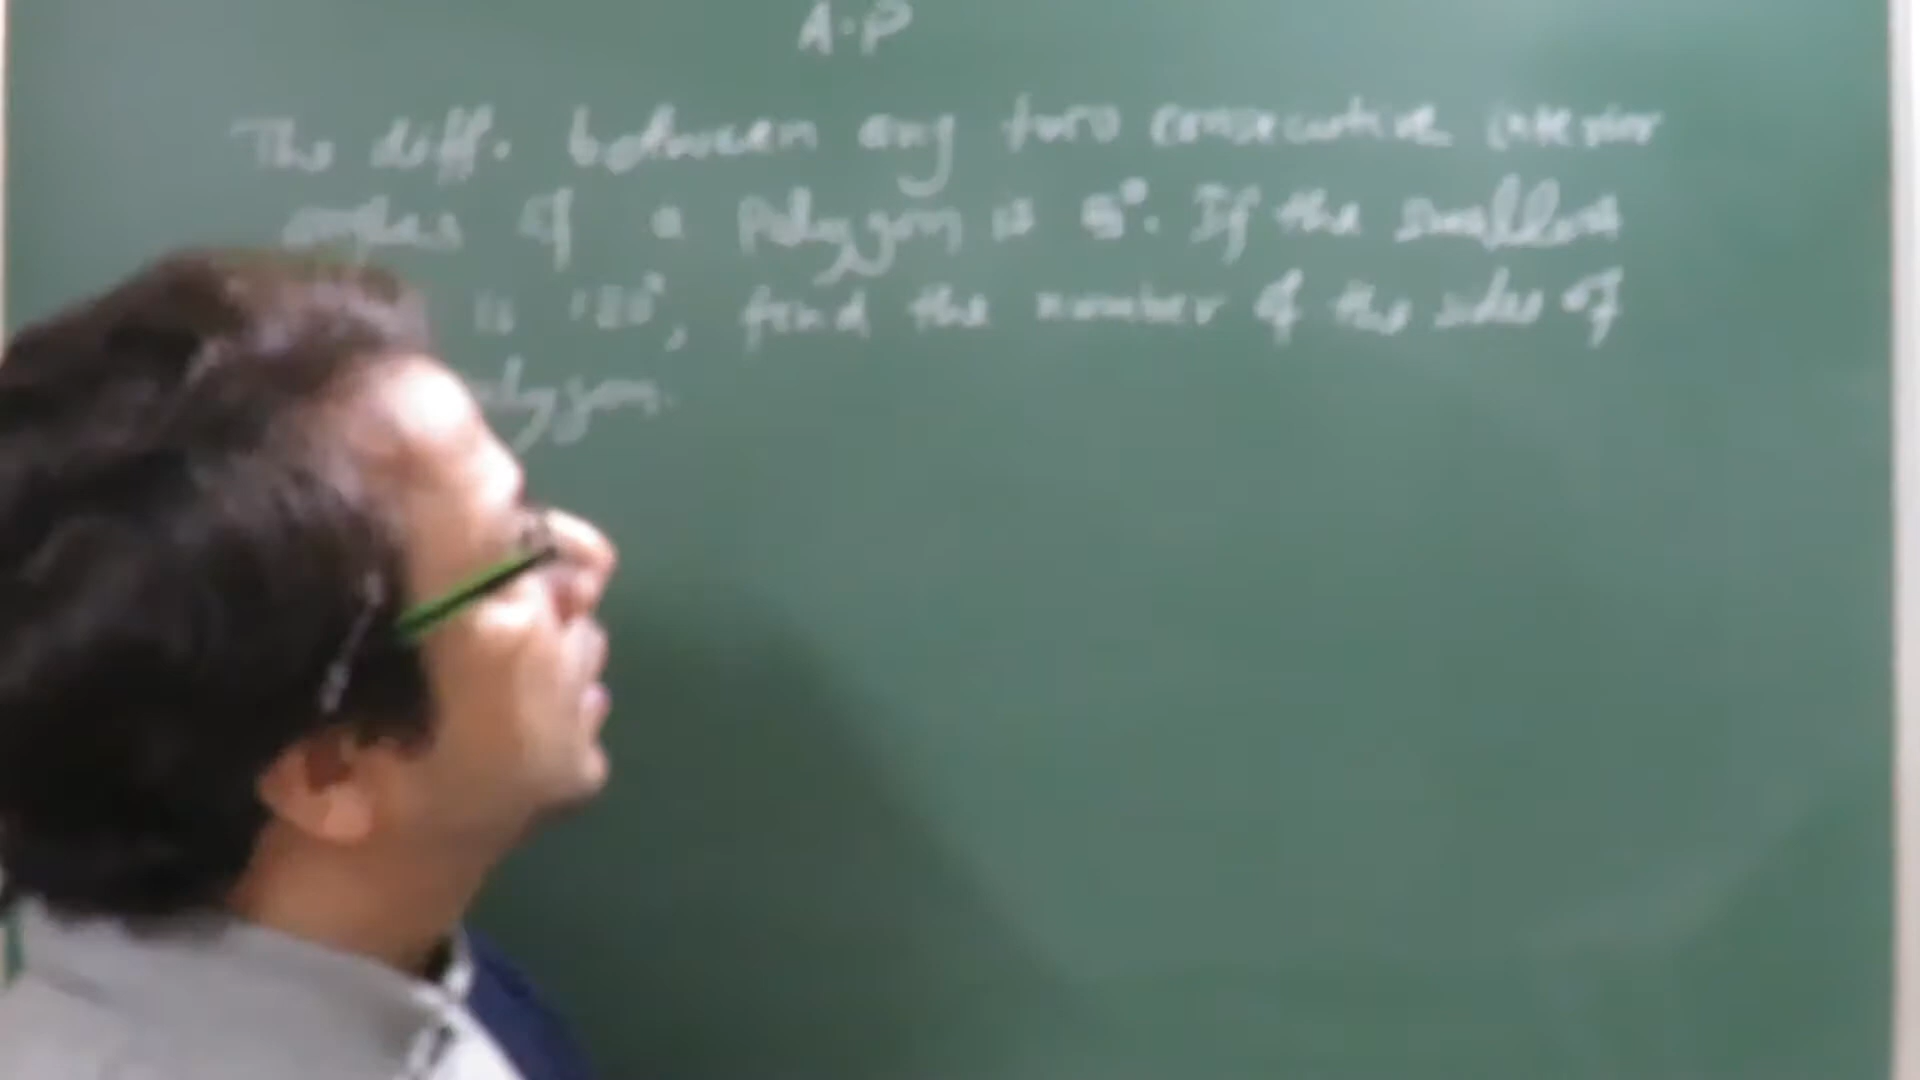 A.P
The diff. between any two consecutive interior
angles of a Polygon is 5°. If the smallest
is 120°, find the number of the sides of
polygon.